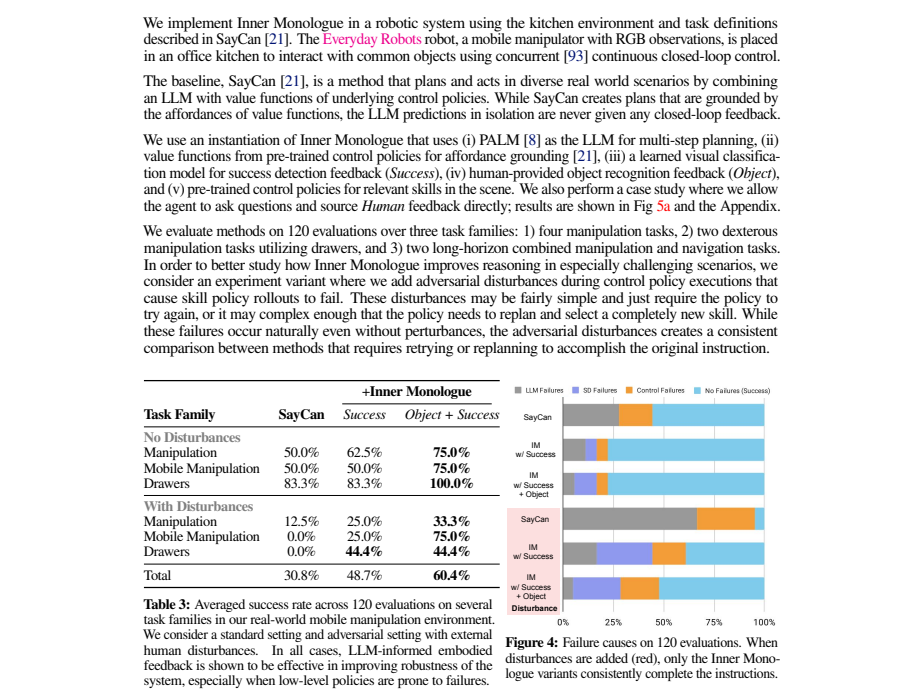 We implement Inner Monologue in a robotic system using the kitchen environment and task definitions
described in SayCan [21]. The Everyday Robots robot, a mobile manipulator with RGB observations, is placed
in an office kitchen to interact with common objects using concurrent [93] continuous closed-loop control.
The baseline, SayCan [21], is a method that plans and acts in diverse real world scenarios by combining
an LLM with value functions of underlying control policies. While SayCan creates plans that are grounded by
the affordances of value functions, the LLM predictions in isolation are never given any closed-loop feedback.
We use an instantiation of Inner Monologue that uses (i) PALM [8] as the LLM for multi-step planning, (ii)
value functions from pre-trained control policies for affordance grounding [21], (iii) a learned visual classifica-
tion model for success detection feedback (Success), (iv) human-provided object recognition feedback (Object),
and (v) pre-trained control policies for relevant skills in the scene. We also perform a case study where we allow
the agent to ask questions and source Human feedback directly; results are shown in Fig 5a and the Appendix.
We evaluate methods on 120 evaluations over three task families: 1) four manipulation tasks, 2) two dexterous
manipulation tasks utilizing drawers, and 3) two long-horizon combined manipulation and navigation tasks.
In order to better study how Inner Monologue improves reasoning in especially challenging scenarios, we
consider an experiment variant where we add adversarial disturbances during control policy executions that
cause skill policy rollouts to fail. These disturbances may be fairly simple and just require the policy to
try again, or it may complex enough that the policy needs to replan and select a completely new skill. While
these failures occur naturally even without perturbances, the adversarial disturbances creates a consistent
comparison between methods that requires retrying or replanning to accomplish the original instruction.
+Inner Monologue
Task Family SayCan Success Object + Success
No Disturbances
Manipulation 50.0% 62.5% 75.0%
Mobile Manipulation 50.0% 50.0% 75.0%
Drawers 83.3% 83.3% 100.0%
With Disturbances
Manipulation 12.5% 25.0% 33.3%
Mobile Manipulation 0.0% 25.0% 75.0%
Drawers 0.0% 44.4% 44.4%
Total 30.8% 48.7% 60.4%
Table 3: Averaged success rate across 120 evaluations on several
task families in our real-world mobile manipulation environment.
We consider a standard setting and adversarial setting with external
human disturbances. In all cases, LLM-informed embodied
feedback is shown to be effective in improving robustness of the
system, especially when low-level policies are prone to failures.
LLM Failures SD Failures Control Failures No Failures (Success)
SayCan
IM
w/ Success
IM
w/ Success
+ Object
SayCan
IM
w/ Success
IM
w/ Success
+ Object
Disturbance
0% 25% 50% 75% 100%
Figure 4: Failure causes on 120 evaluations. When
disturbances are added (red), only the Inner Mono-
logue variants consistently complete the instructions.